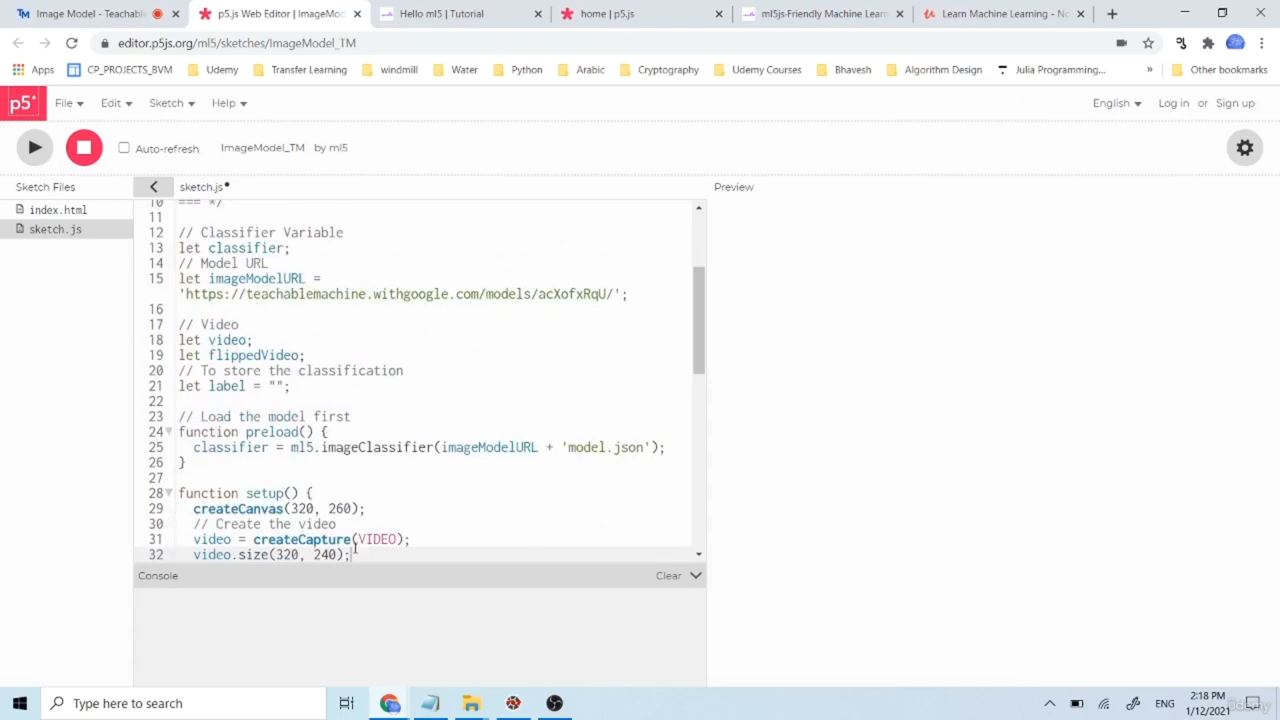 Image Model - Teachable
p5.js Web Editor | ImageMod
Hello ml5 | Tutorial
home | p5.js
ml5js·Friendly Machine Learn
Learn Machine Learning - No
editor.p5js.org/ml5/sketches/ImageModel_TM
Apps
CP_PROJECTS_BVM
Udemy
Transfer Learning
windmill
Water
Python
Arabic
Cryptography
Udemy Courses
Bhavesh
Algorithm Design
Julia Programming...
»
Other bookmarks
p5*
File
Edit
Sketch
Help
English
Log in or Sign up
Auto-refresh
ImageModel_TM by ml5
Sketch Files
sketch.js
Preview
index.html
sketch.js
10 === */
11
12 // Classifier Variable
13 let classifier;
14 // Model URL
15 let imageModelURL =
'https://teachablemachine.withgoogle.com/models/acXofxRqU/';
16
17 // Video
18 let video;
19 let flippedVideo;
20 // To store the classification
21 let label = "";
22
23 // Load the model first
24 function preload() {
25 classifier = ml5.imageClassifier(imageModelURL + 'model.json');
26 }
27
28 function setup() {
29 createCanvas(320, 260);
30 // Create the video
31 video = createCapture(VIDEO);
32 video.size(320, 240);
Console
Clear
Type here to search
ENG
2:18 PM
1/12/2021
Udemy